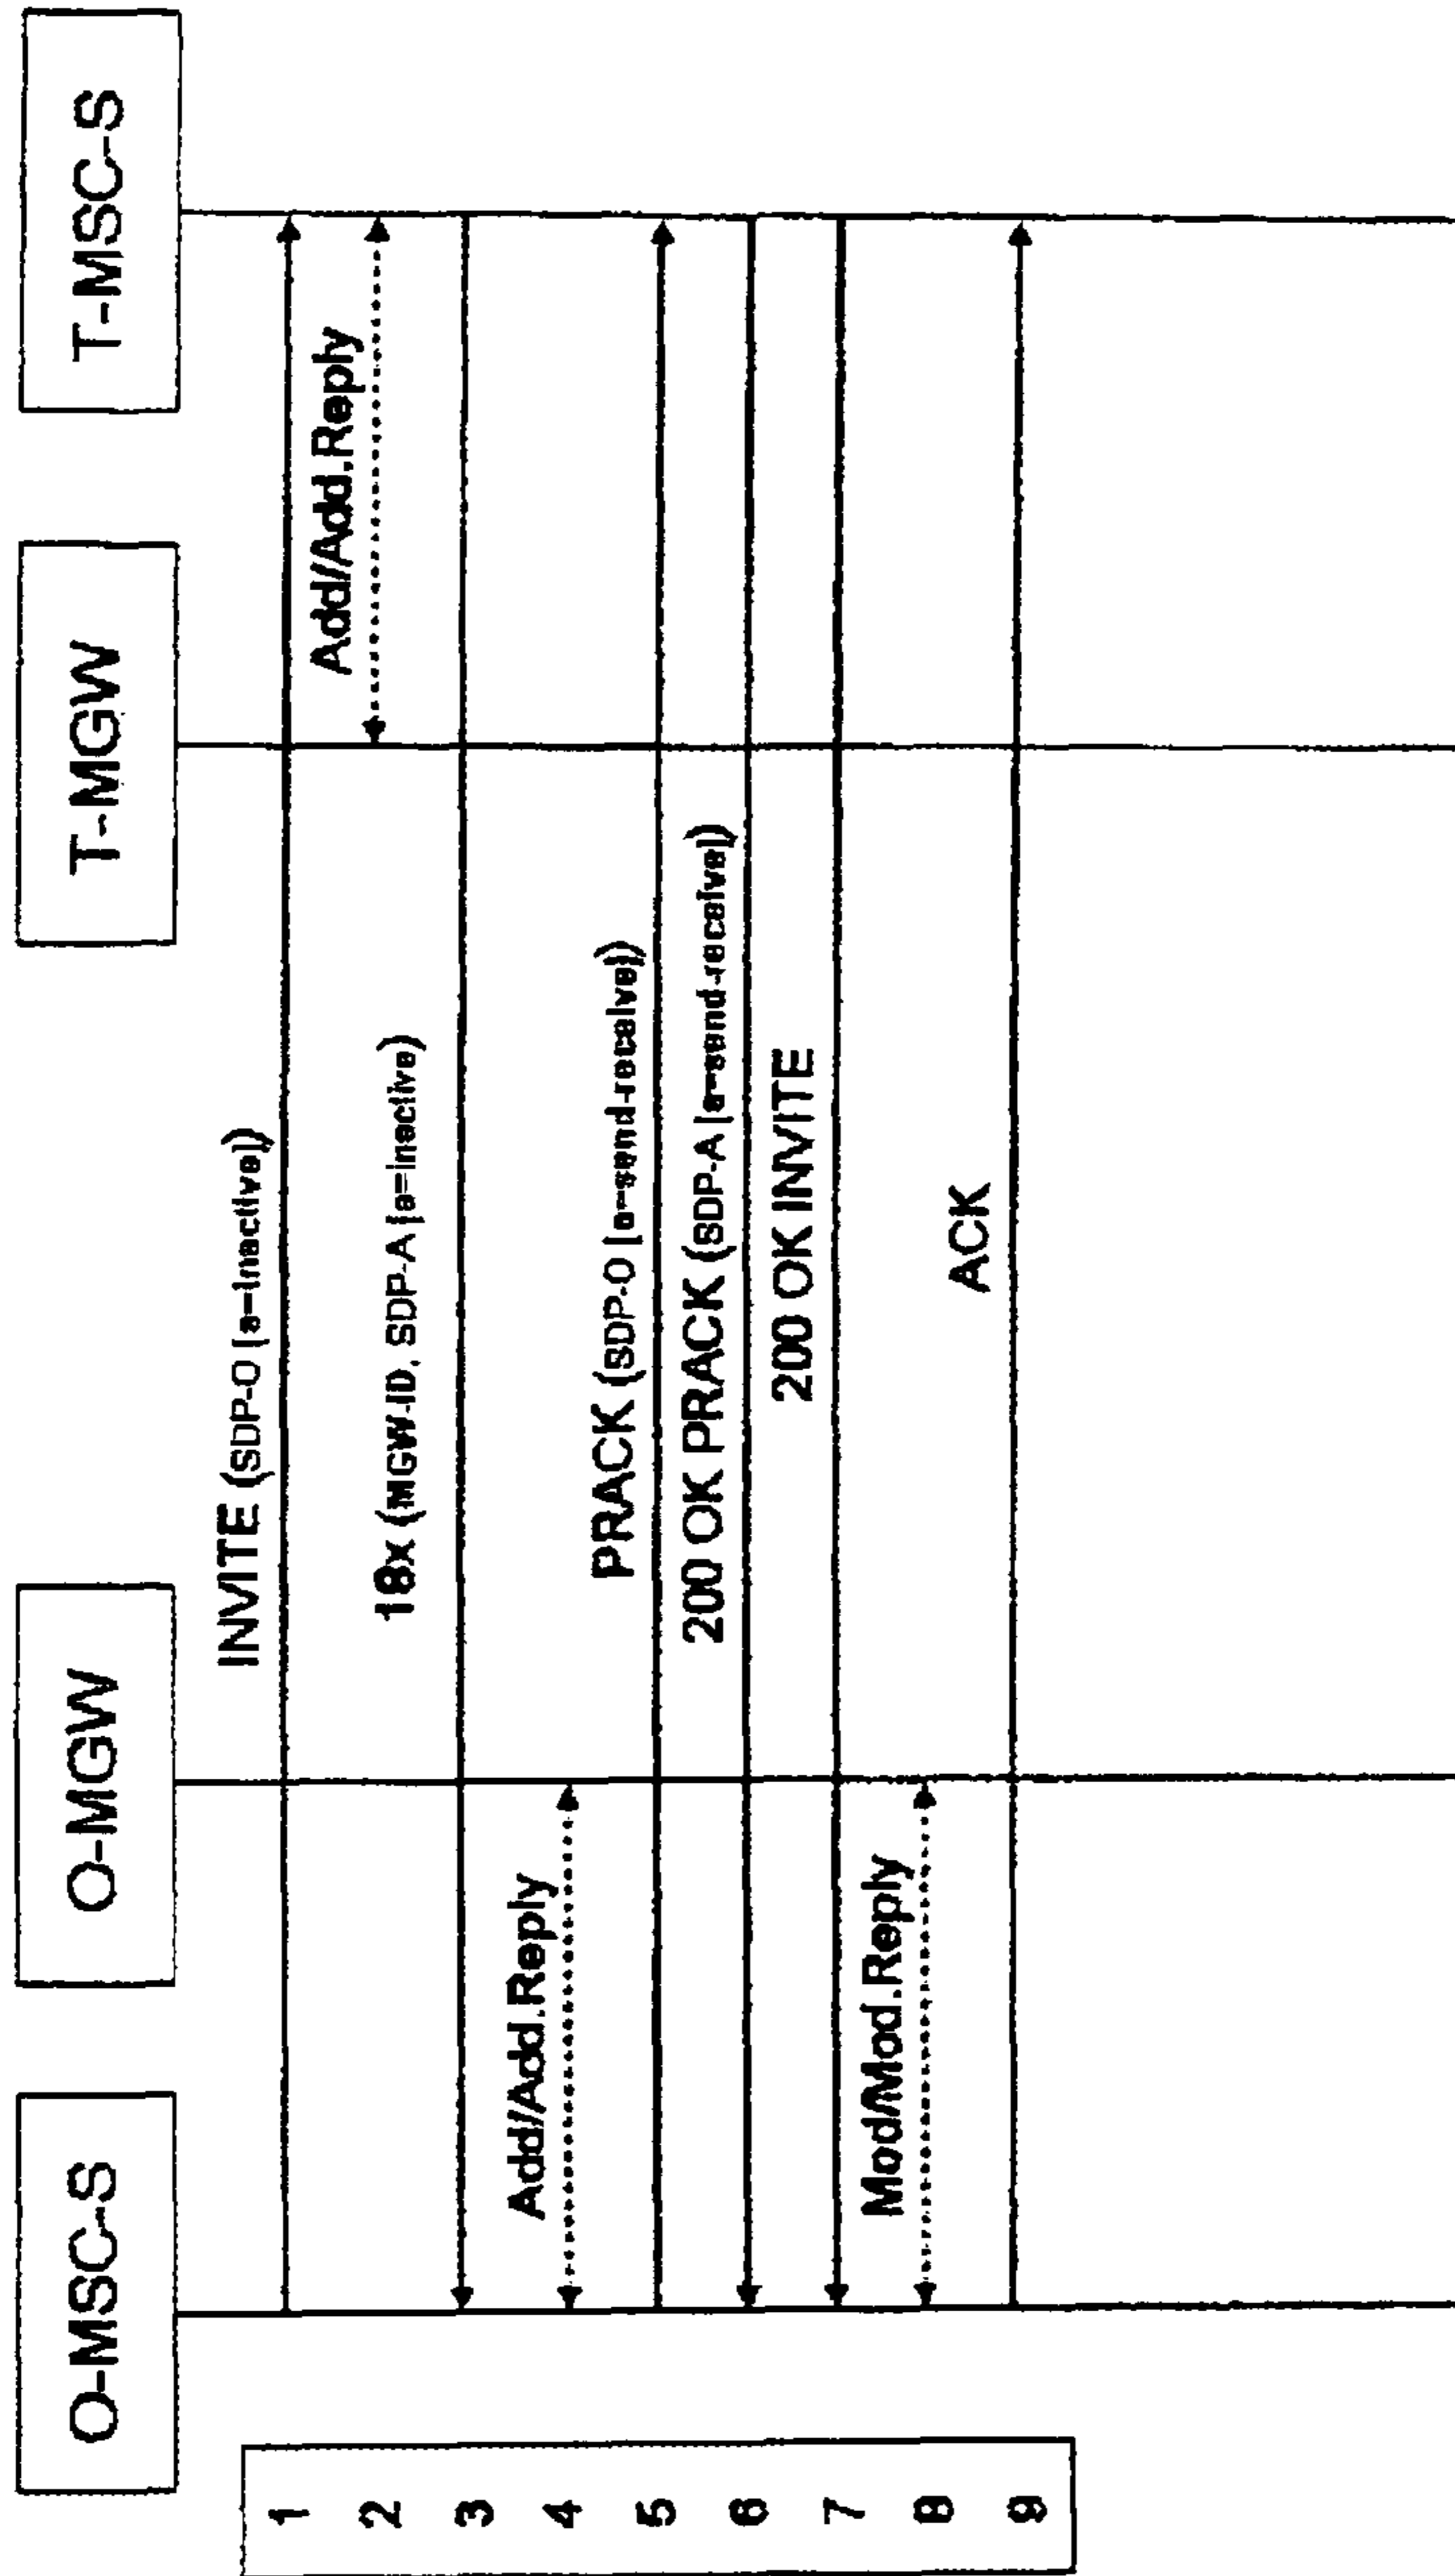 O-MSC-S
O-MGW
T-MGW
T-MSC-S
1
INVITE (SDP-O [a=inactive])
2
Add/Add.Reply
3
18x (MGW-ID, SDP-A [a=inactive)
4
Add/Add.Reply
5
PRACK (SDP-O [a=send-receive])
6
200 OK PRACK (SDP-A [a=send-receive])
7
200 OK INVITE
8
Mod/Mod.Reply
9
ACK